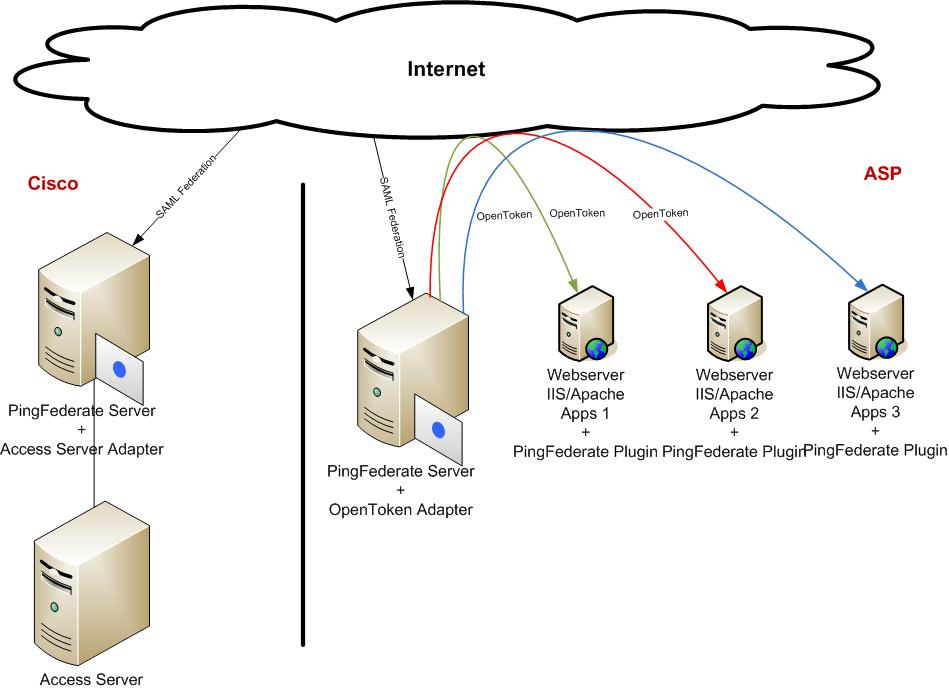 Internet
Cisco
ASP
SAML Federation
SAML Federation
OpenToken
OpenToken
OpenToken
PingFederate Server
+
Access Server Adapter
PingFederate Server
+
OpenToken Adapter
Webserver
IIS/Apache
Apps 1
+
PingFederate Plugin
Webserver
IIS/Apache
Apps 2
+
PingFederate Plugin
Webserver
IIS/Apache
Apps 3
+
PingFederate Plugin
Access Server